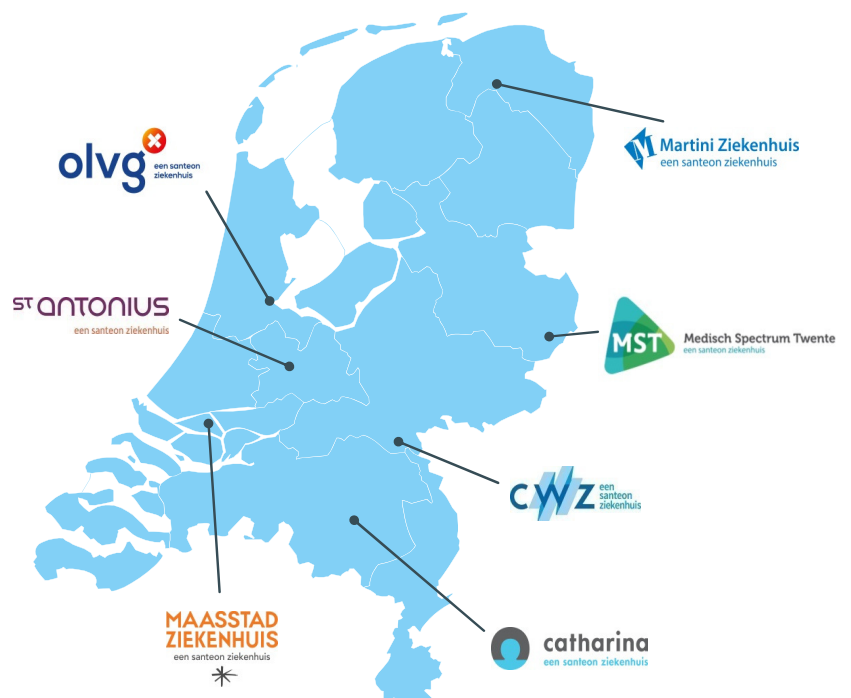 olvg
een santeon
ziekenhuis
Martini Ziekenhuis
een santeon ziekenhuis
ST ANTONIUS
een santeon ziekenhuis
MST
Medisch Spectrum Twente
een santeon ziekenhuis
CWZ
een
santeon
ziekenhuis
MAASSTAD
ZIEKENHUIS
een santeon ziekenhuis
catharina
een santeon ziekenhuis